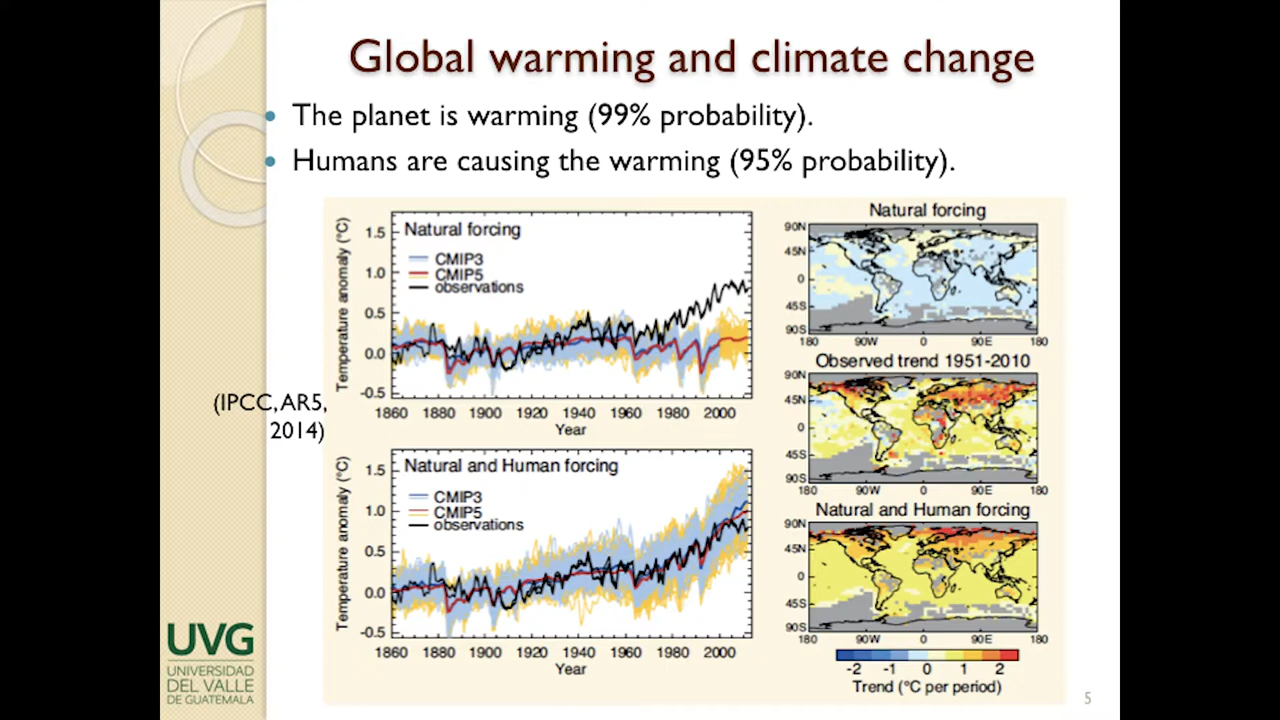 Global warming and climate change
The planet is warming (99% probability).
Humans are causing the warming (95% probability).
(IPCC, AR5,
2014)
Natural forcing
CMIP3
CMIP5
observations
Temperature anomaly (°C)
1.5
1.0
0.5
0.0
-0.5
1860 1880 1900 1920 1940 1960 1980 2000
Year
Natural and Human forcing
CMIP3
CMIP5
observations
Temperature anomaly (°C)
1.5
1.0
0.5
0.0
-0.5
1860 1880 1900 1920 1940 1960 1980 2000
Year
Natural forcing
90N
45N
0
45S
90S
180 90W 0 90E 180
Observed trend 1951-2010
90N
45N
0
45S
90S
180 90W 0 90E 180
Natural and Human forcing
90N
45N
0
45S
90S
180 90W 0 90E 180
-2 -1 0 1 2
Trend (°C per period)
UVG
UNIVERSIDAD
DEL VALLE
DE GUATEMALA
5